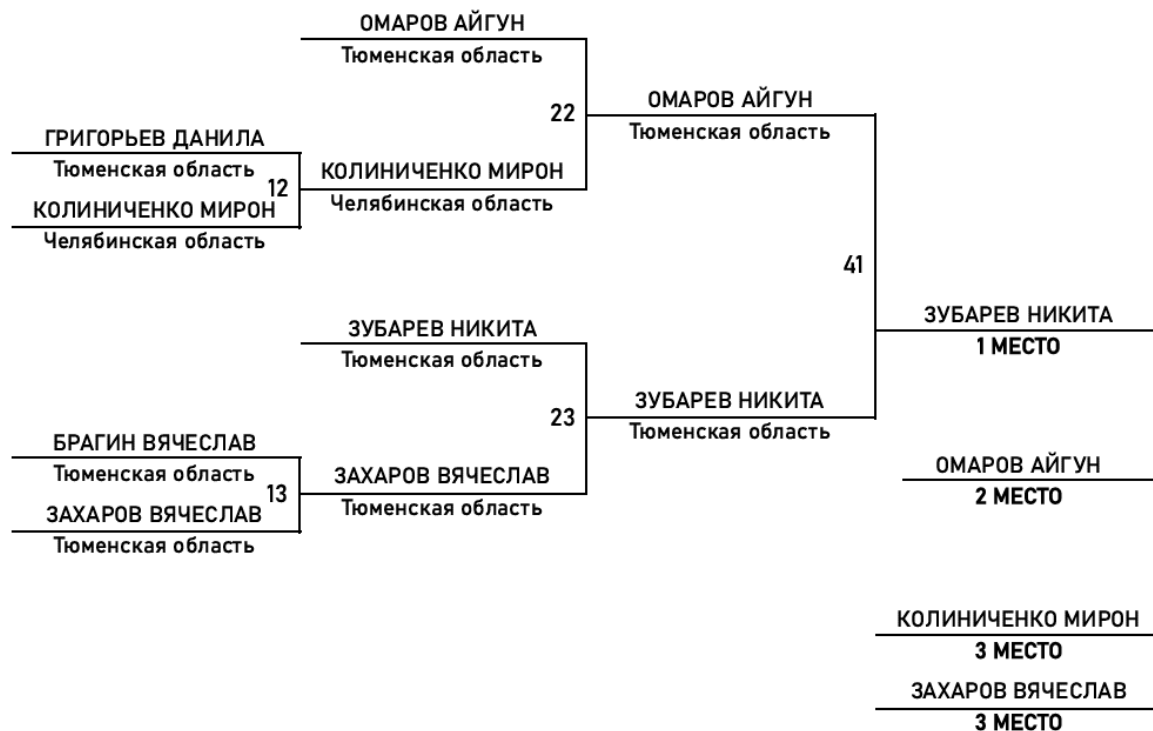 ОМАРОВ АЙГУН
Тюменская область
22
ОМАРОВ АЙГУН
Тюменская область
ГРИГОРЬЕВ ДАНИЛА
Тюменская область
12
КОЛИНИЧЕНКО МИРОН
Челябинская область
КОЛИНИЧЕНКО МИРОН
Челябинская область
41
ЗУБАРЕВ НИКИТА
1 МЕСТО
ЗУБАРЕВ НИКИТА
Тюменская область
23
ЗУБАРЕВ НИКИТА
Тюменская область
БРАГИН ВЯЧЕСЛАВ
Тюменская область
13
ЗАХАРОВ ВЯЧЕСЛАВ
Тюменская область
ЗАХАРОВ ВЯЧЕСЛАВ
Тюменская область
ОМАРОВ АЙГУН
2 МЕСТО
КОЛИНИЧЕНКО МИРОН
3 МЕСТО
ЗАХАРОВ ВЯЧЕСЛАВ
3 МЕСТО